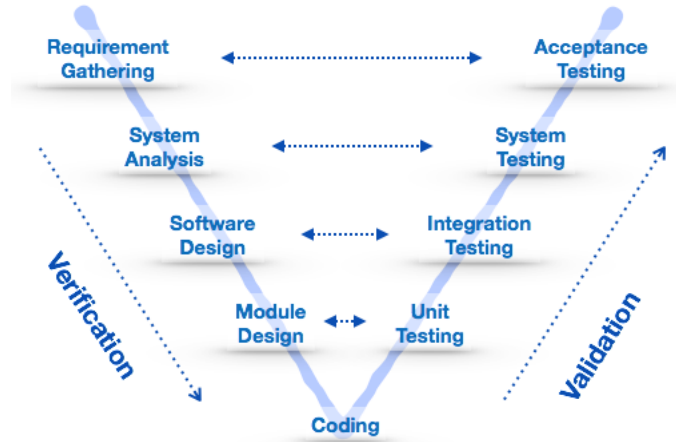 Requirement
Gathering
Acceptance
Testing
System
Analysis
System
Testing
Software
Design
Integration
Testing
Verification
Validation
Module
Design
Unit
Testing
Coding